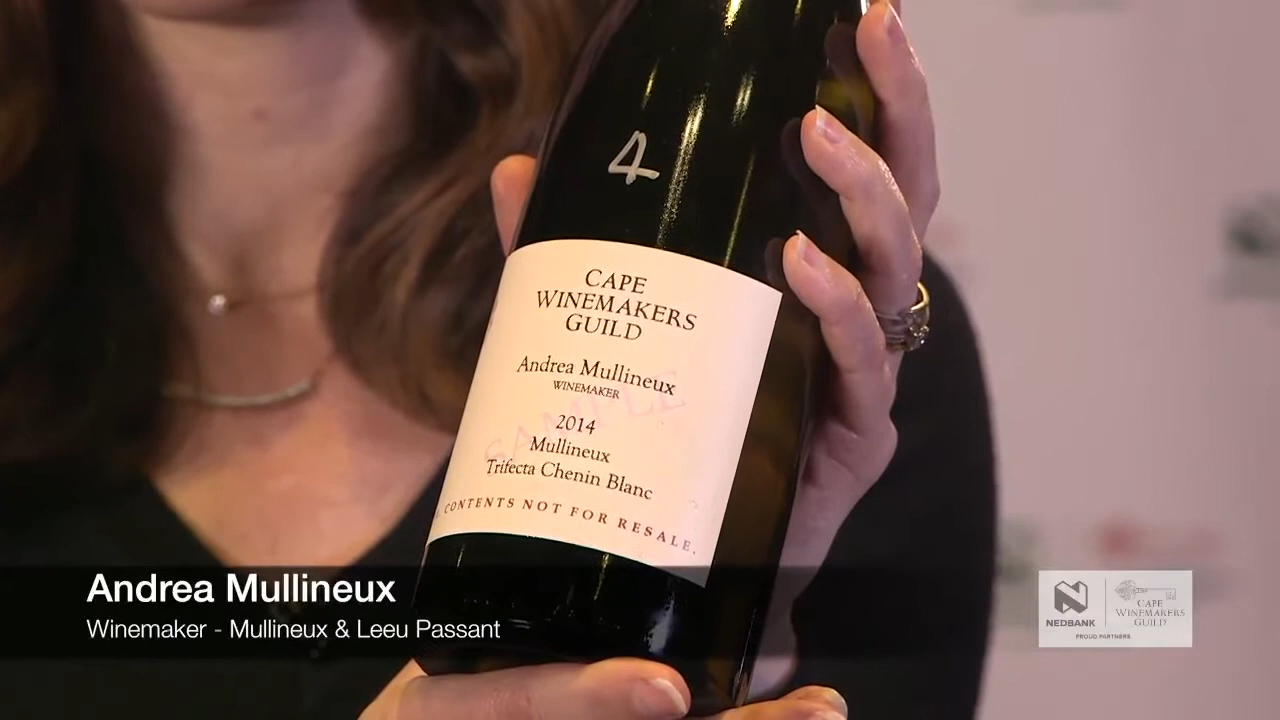 4
CAPE
WINEMAKERS
GUILD
Andrea Mullineux
WINEMAKER
SAMPLE
2014
Mullineux
Trifecta Chenin Blanc
CONTENTS NOT FOR RESALE.
Andrea Mullineux
Winemaker - Mullineux & Leeu Passant
NEDBANK
CAPE
WINEMAKERS
GUILD
PROUD PARTNERS